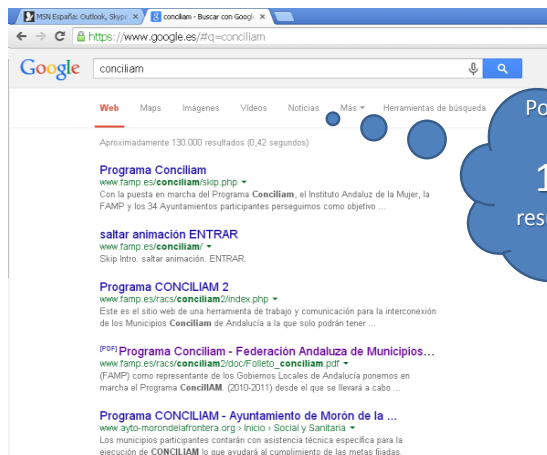 MSN España: Outlook, Skype
conciliam - Buscar con Google
https://www.google.es/#q=conciliam
Google
conciliam
Web Maps Imágenes Vídeos Noticias Más Herramientas de búsqueda
Aproximadamente 130.000 resultados (0,42 segundos)
Programa Conciliam
www.famp.es/conciliam/skip.php
Con la puesta en marcha del Programa Conciliam, el Instituto Andaluz de la Mujer, la
FAMP y los 34 Ayuntamientos participantes perseguimos como objetivo ...
saltar animación ENTRAR
www.famp.es/conciliam/
Skip Intro. saltar animación. ENTRAR.
Programa CONCILIAM 2
www.famp.es/racs/conciliam2/index.php
Este es el sitio web de una herramienta de trabajo y comunicación para la interconexión
de los Municipios Conciliam de Andalucía a la que solo podrán tener ...
[PDF] Programa Conciliam - Federación Andaluza de Municipios...
www.famp.es/racs/conciliam2/doc/Folleto_conciliam.pdf
(FAMP) como representante de los Gobiernos Locales de Andalucía ponemos en
marcha el Programa ConcilIAM. (2010-2011) desde el que se llevará a cabo ...
Programa CONCILIAM - Ayuntamiento de Morón de la ...
www.ayto-morondelafrontera.org › Inicio › Social y Sanitaria
Los municipios participantes contarán con asistencia técnica específica para la
ejecución de CONCILIAM lo que ayudará al cumplimiento de las metas fijadas.